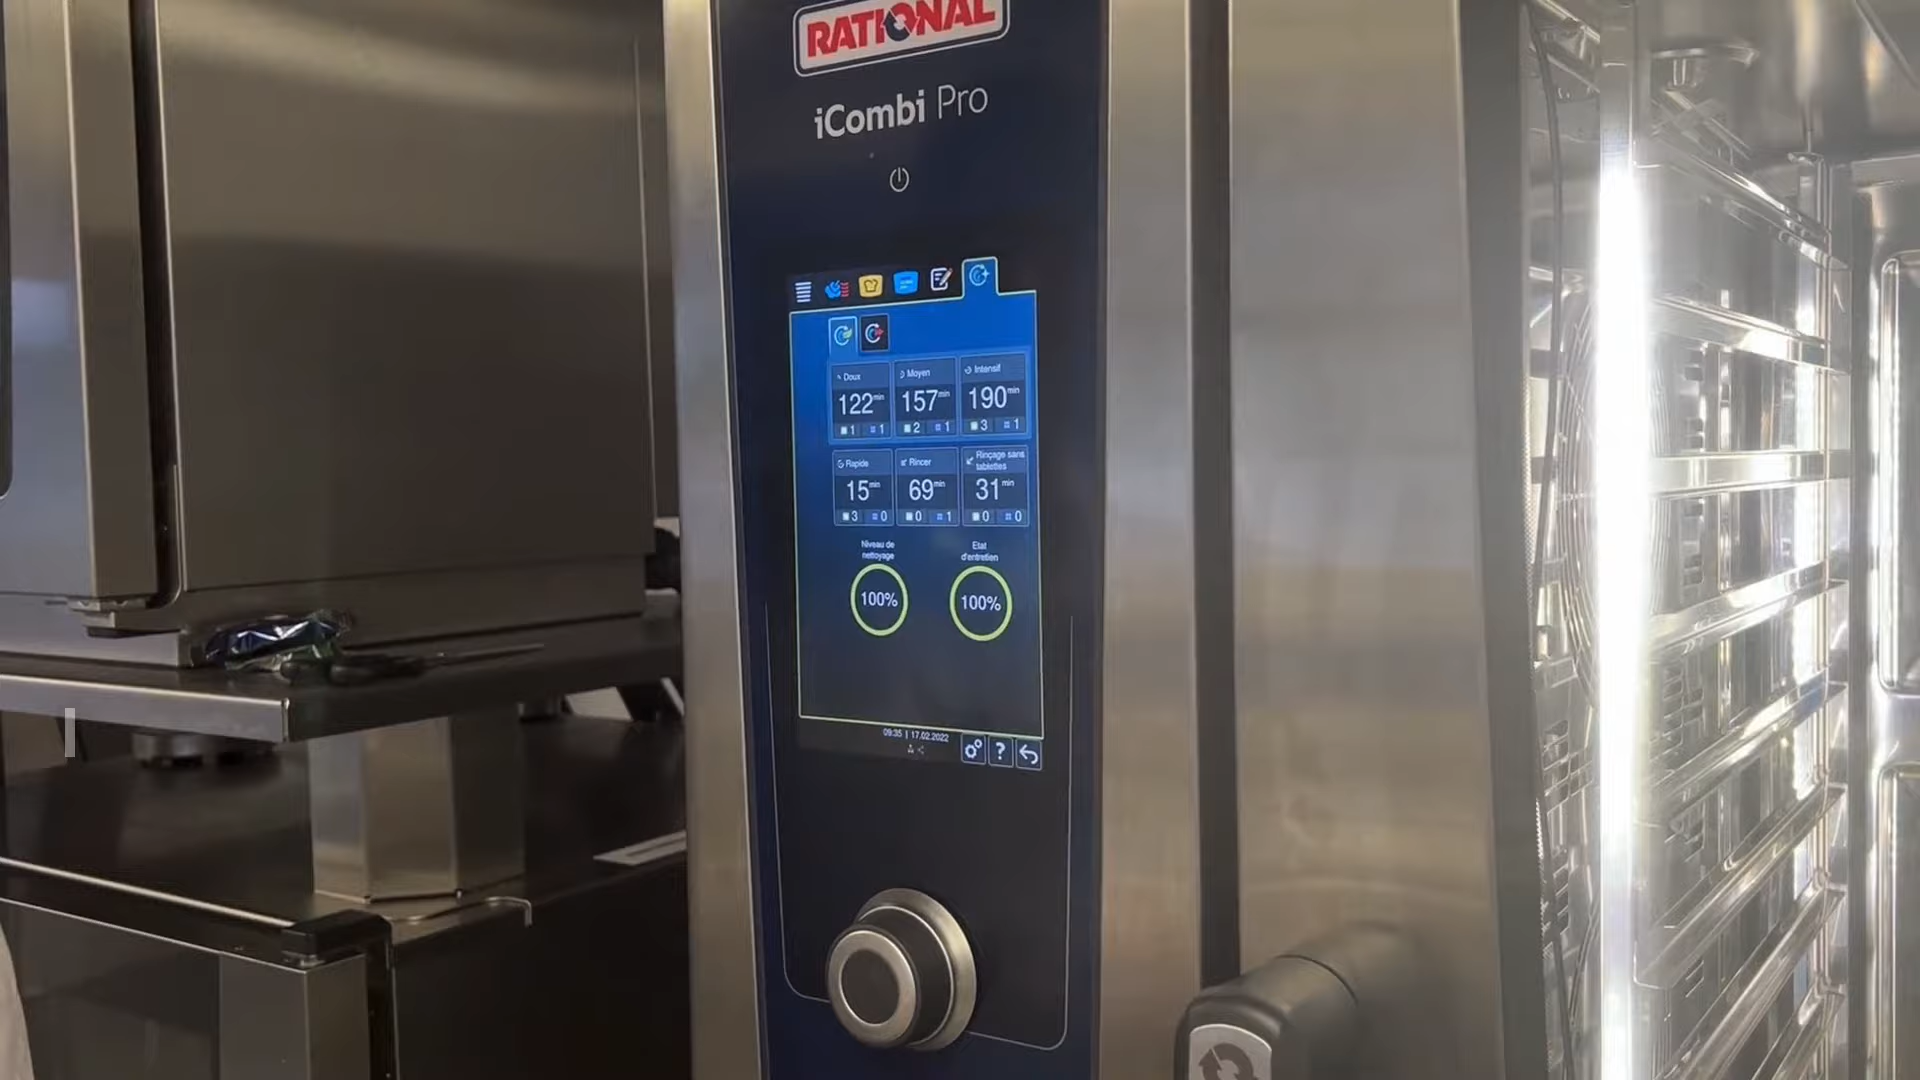 RATIONAL
iCombi Pro
Doux
Moyen
Intensif
122 min
157 min
190 min
1 1
2 1
3 1
Rapide
Rincer
Rinçage sans
tablettes
15 min
69 min
31 min
3 0
0 1
0 0
Niveau de
nettoyage
Etat
d'entretien
100%
100%
09:35 | 17.02.2022
?